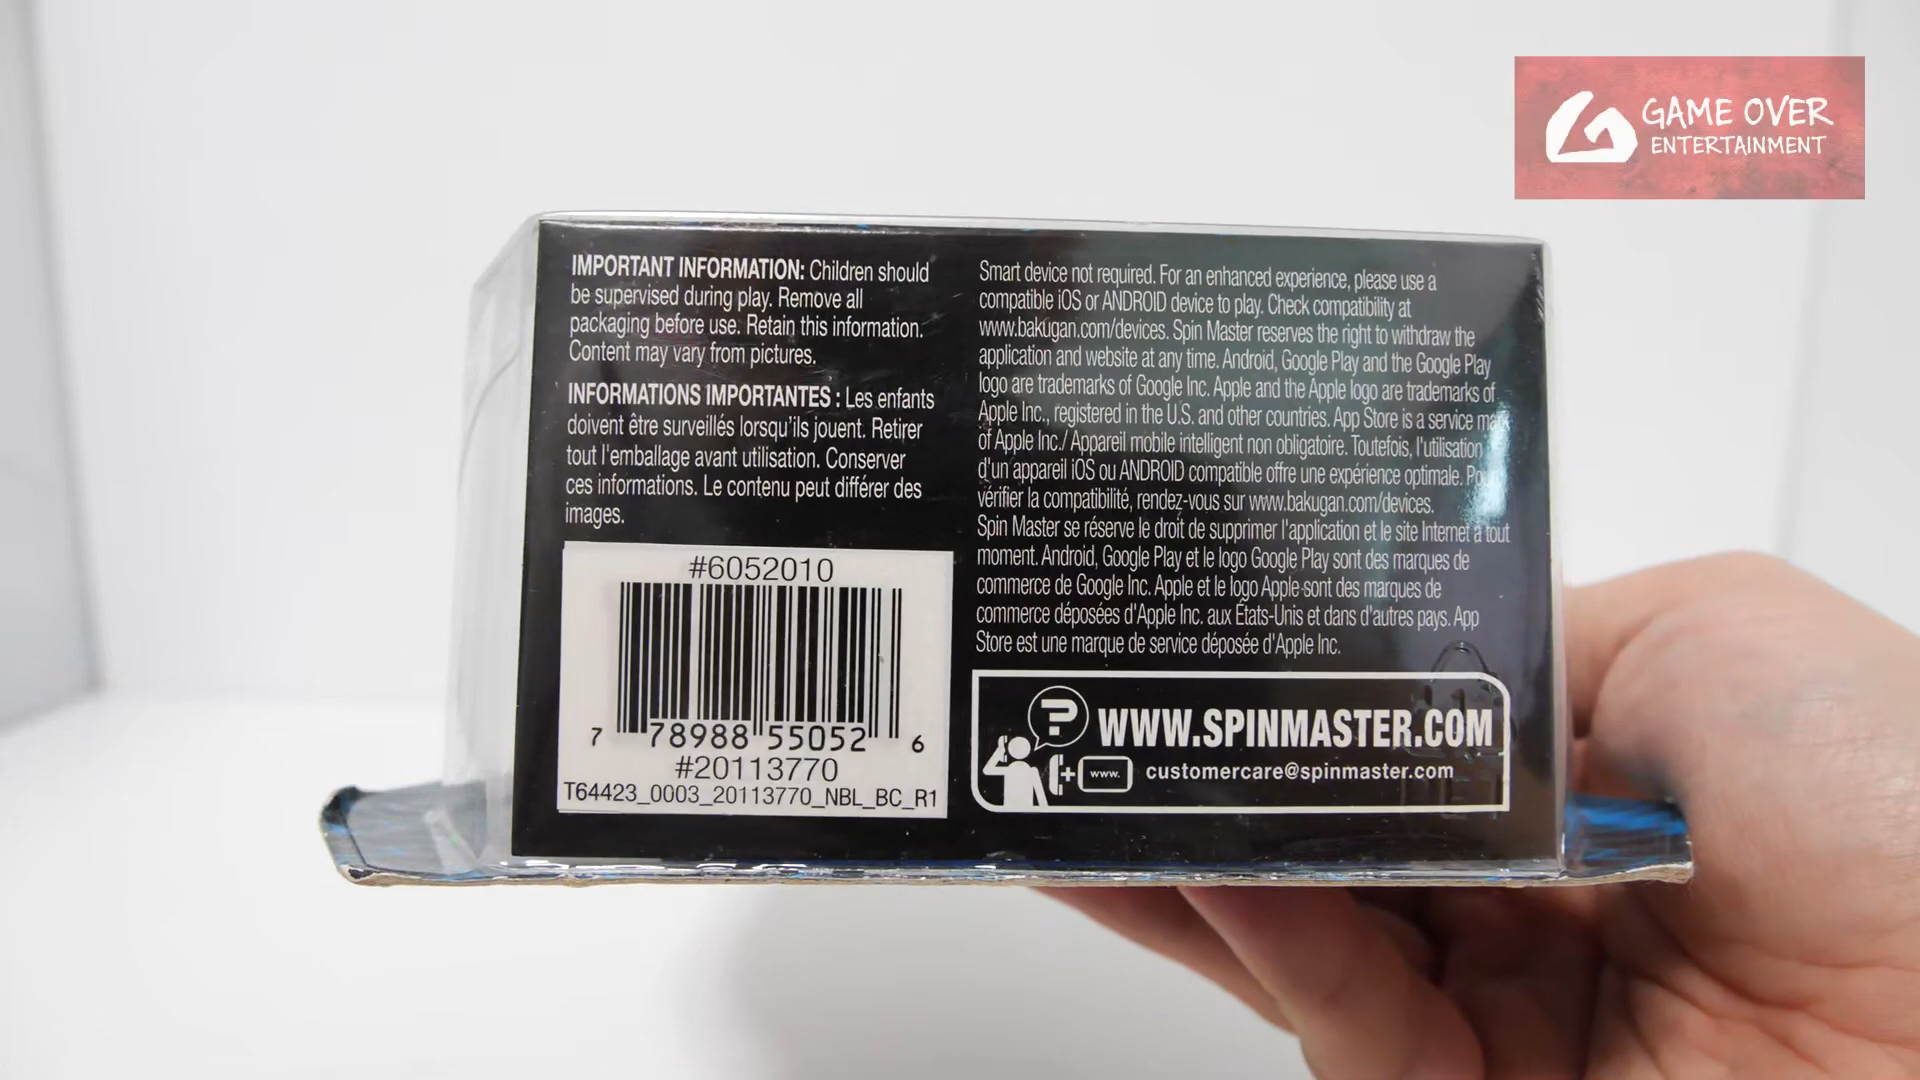 GAME OVER
ENTERTAINMENT
IMPORTANT INFORMATION: Children should
be supervised during play. Remove all
packaging before use. Retain this information.
Content may vary from pictures.
INFORMATIONS IMPORTANTES : Les enfants
doivent être surveillés lorsqu'ils jouent. Retirer
tout l'emballage avant utilisation. Conserver
ces informations. Le contenu peut différer des
images.
#6052010
7 78988 55052 6
#20113770
T64423_0003_20113770_NBL_BC_R1
Smart device not required. For an enhanced experience, please use a
compatible iOS or ANDROID device to play. Check compatibility at
www.bakugan.com/devices. Spin Master reserves the right to withdraw the
application and website at any time. Android, Google Play and the Google Play
logo are trademarks of Google Inc. Apple and the Apple logo are trademarks of
Apple Inc., registered in the U.S. and other countries. App Store is a service mark
of Apple Inc./ Appareil mobile intelligent non obligatoire. Toutefois, l'utilisation
d'un appareil iOS ou ANDROID compatible offre une expérience optimale. Pour
vérifier la compatibilité, rendez-vous sur www.bakugan.com/devices.
Spin Master se réserve le droit de supprimer l'application et le site Internet à tout
moment. Android, Google Play et le logo Google Play sont des marques de
commerce de Google Inc. Apple et le logo Apple sont des marques de
commerce déposées d'Apple Inc. aux États-Unis et dans d'autres pays. App
Store est une marque de service déposée d'Apple Inc.
?
WWW.SPINMASTER.COM
+ www. customercare@spinmaster.com